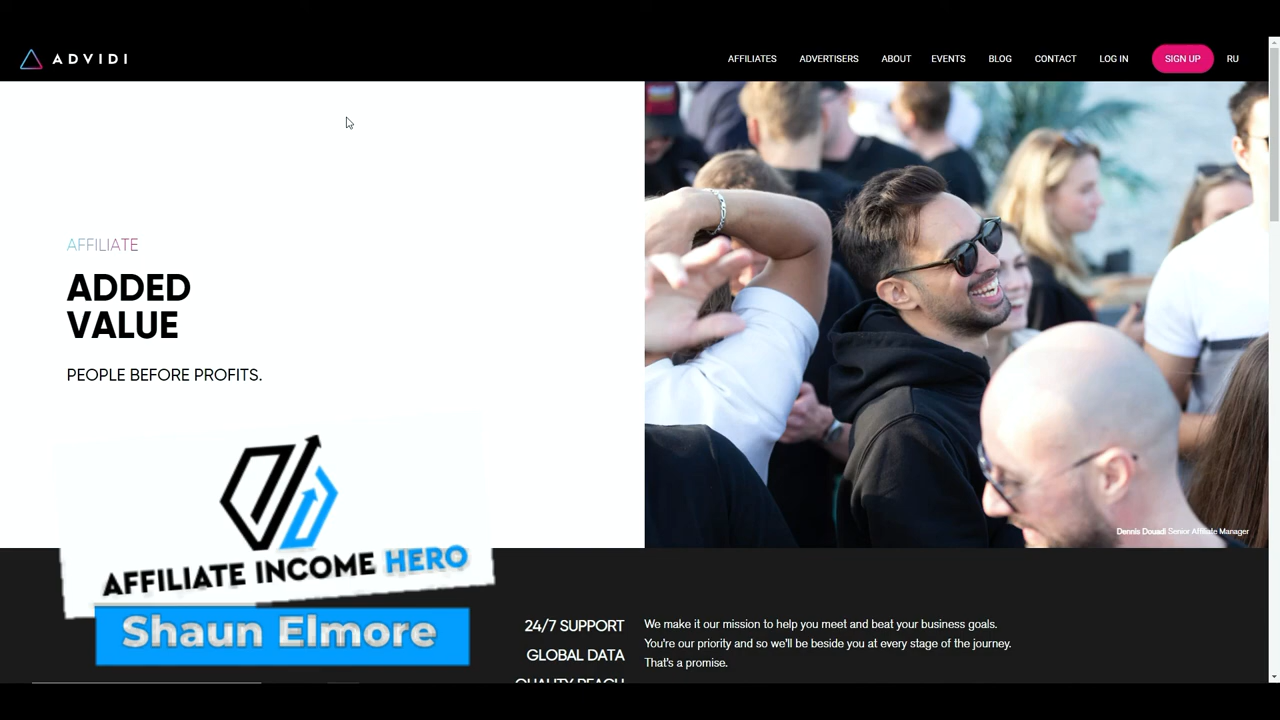 ADVIDI
AFFILIATES
ADVERTISERS
ABOUT
EVENTS
BLOG
CONTACT
LOG IN
SIGN UP
RU
AFFILIATE
ADDED
VALUE
PEOPLE BEFORE PROFITS.
Dennis Douadi Senior Affiliate Manager
AFFILIATE INCOME HERO
Shaun Elmore
24/7 SUPPORT
GLOBAL DATA
QUALITY REACH
We make it our mission to help you meet and beat your business goals.
You're our priority and so we'll be beside you at every stage of the journey.
That's a promise.